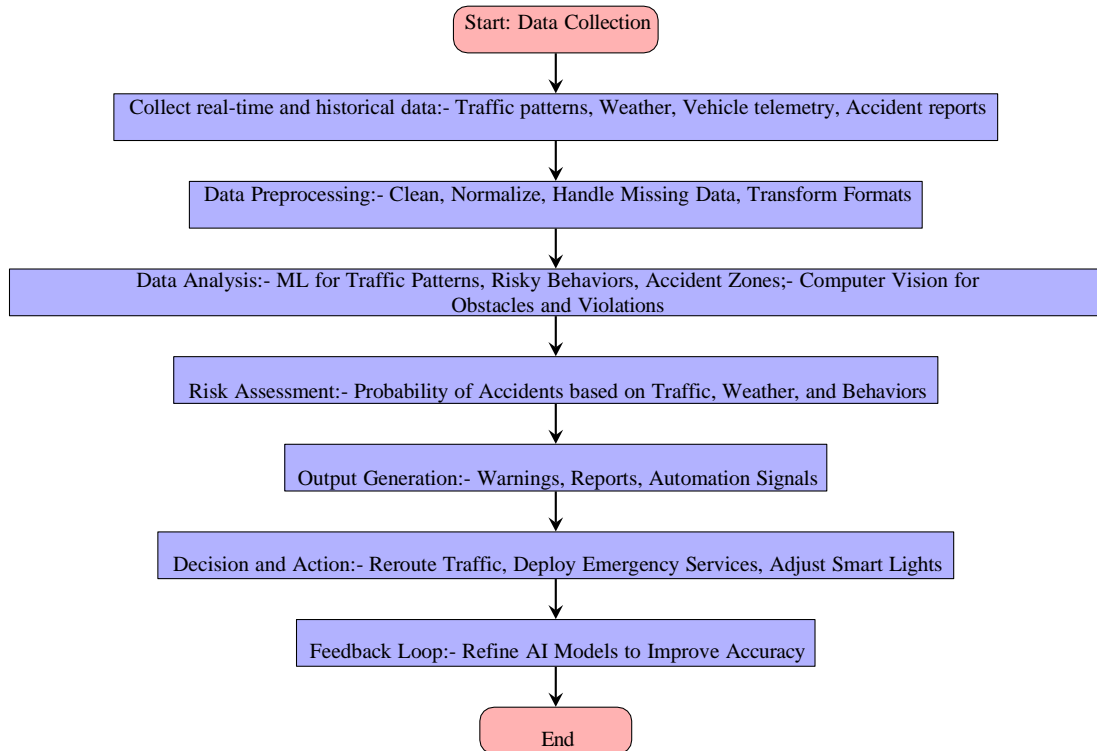 Start: Data Collection
Collect real-time and historical data:- Traffic patterns, Weather, Vehicle telemetry, Accident reports
Data Preprocessing:- Clean, Normalize, Handle Missing Data, Transform Formats
Data Analysis:- ML for Traffic Patterns, Risky Behaviors, Accident Zones;- Computer Vision for
Obstacles and Violations
Risk Assessment:- Probability of Accidents based on Traffic, Weather, and Behaviors
Output Generation:- Warnings, Reports, Automation Signals
Decision and Action:- Reroute Traffic, Deploy Emergency Services, Adjust Smart Lights
Feedback Loop:- Refine AI Models to Improve Accuracy
End